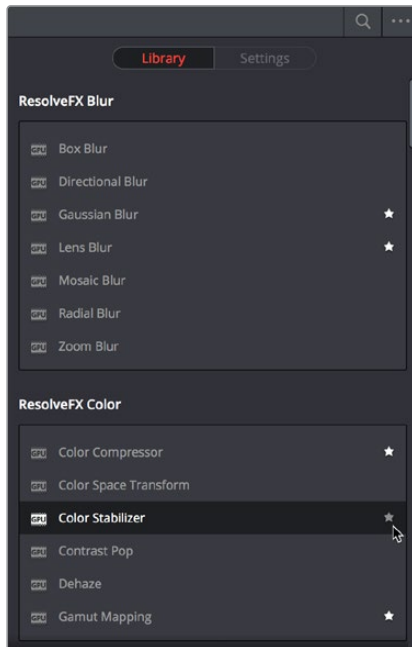 Library Settings
ResolveFX Blur
GPU Box Blur
GPU Directional Blur
GPU Gaussian Blur
GPU Lens Blur
GPU Mosaic Blur
GPU Radial Blur
GPU Zoom Blur
ResolveFX Color
GPU Color Compressor
GPU Color Space Transform
GPU Color Stabilizer
GPU Contrast Pop
GPU Dehaze
GPU Gamut Mapping